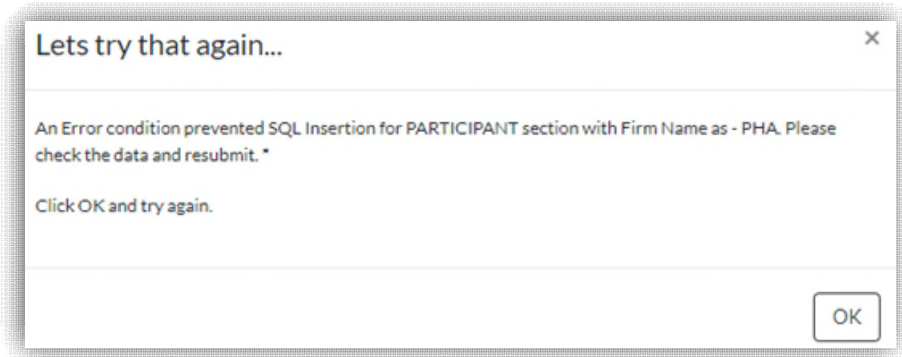 Lets try that again...
×
An Error condition prevented SQL Insertion for PARTICIPANT section with Firm Name as - PHA. Please
check the data and resubmit. *
Click OK and try again.
OK